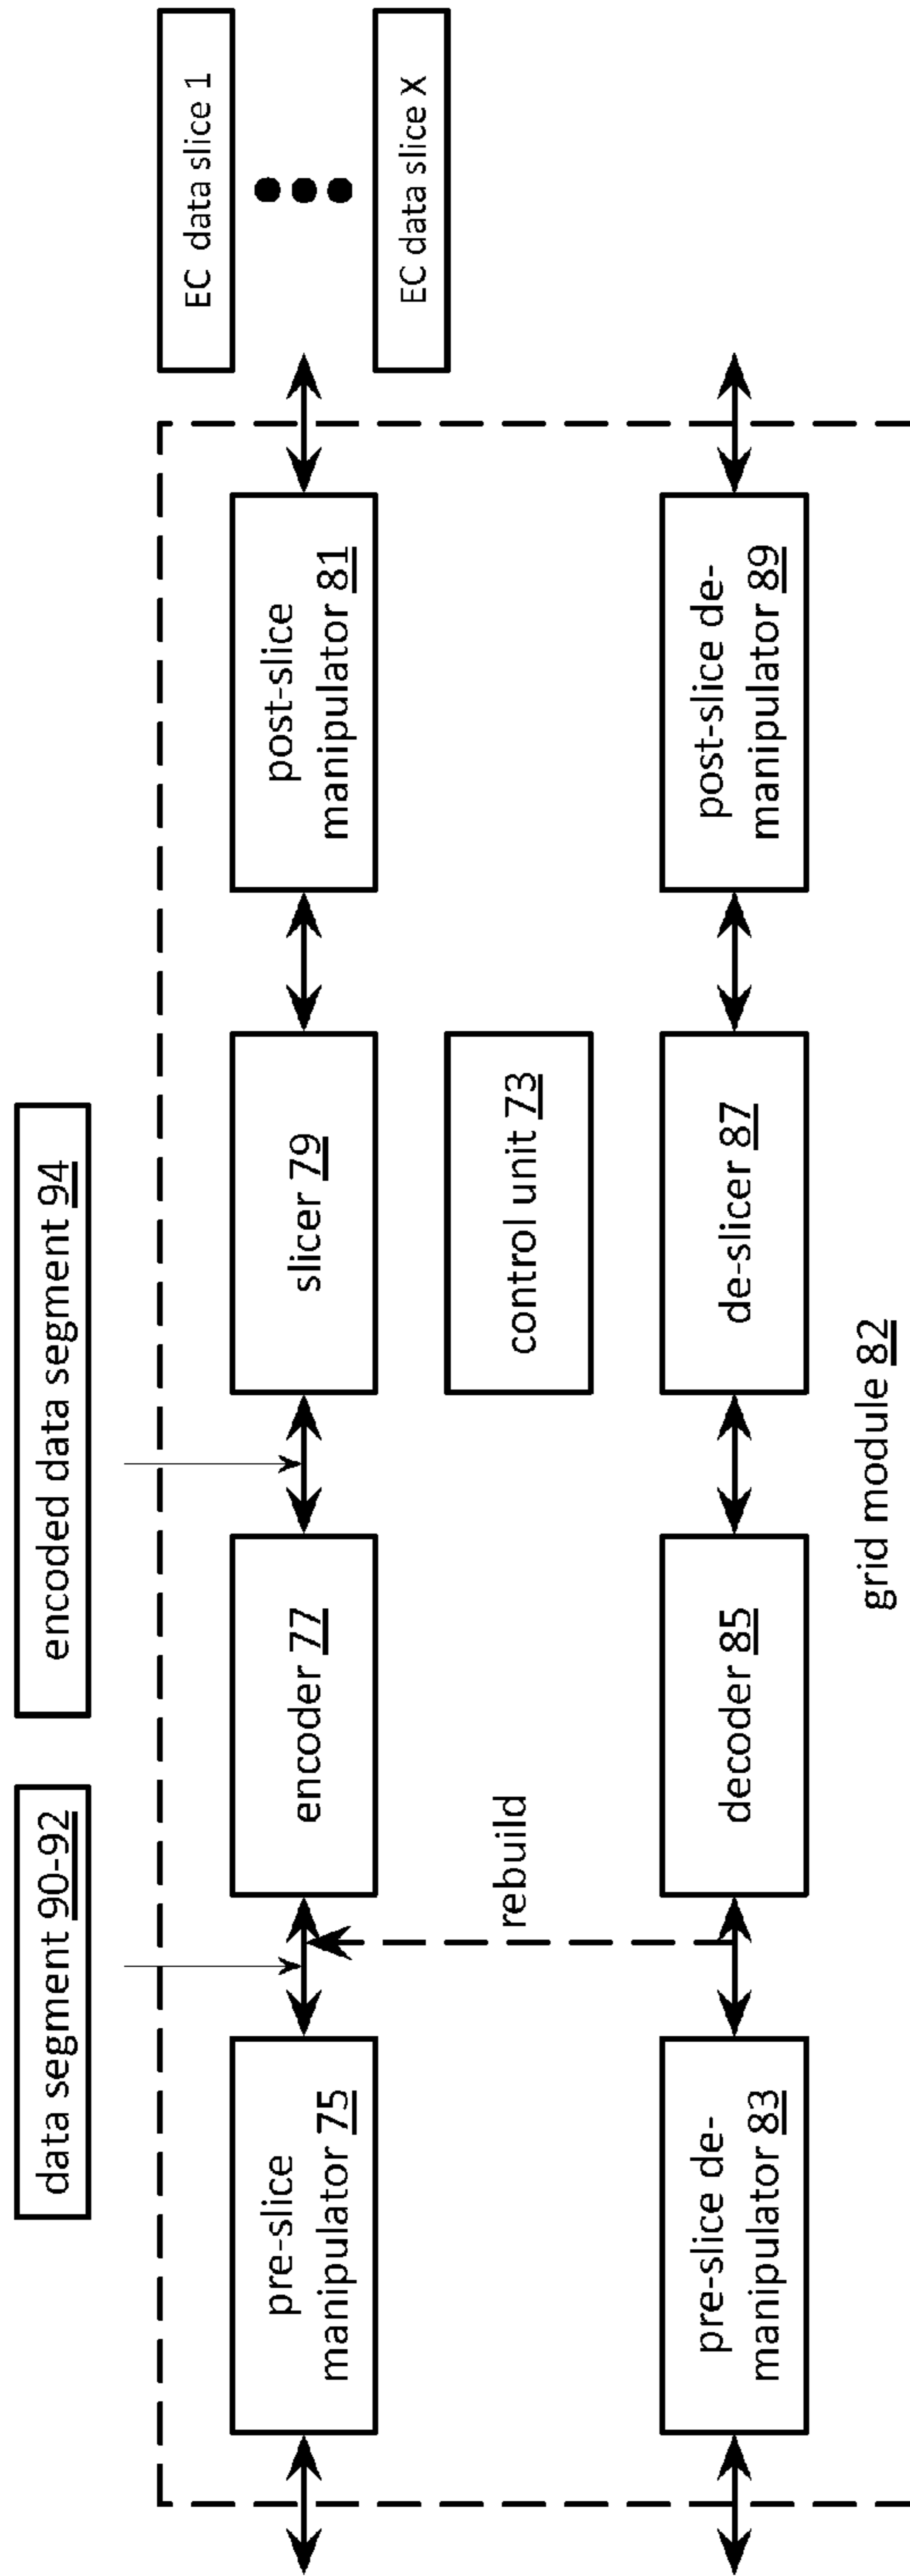 data segment 90-92
encoded data segment 94
EC data slice 1
EC data slice X
pre-slice
manipulator 75
encoder 77
slicer 79
post-slice
manipulator 81
rebuild
control unit 73
pre-slice de-
manipulator 83
decoder 85
de-slicer 87
post-slice de-
manipulator 89
grid module 82